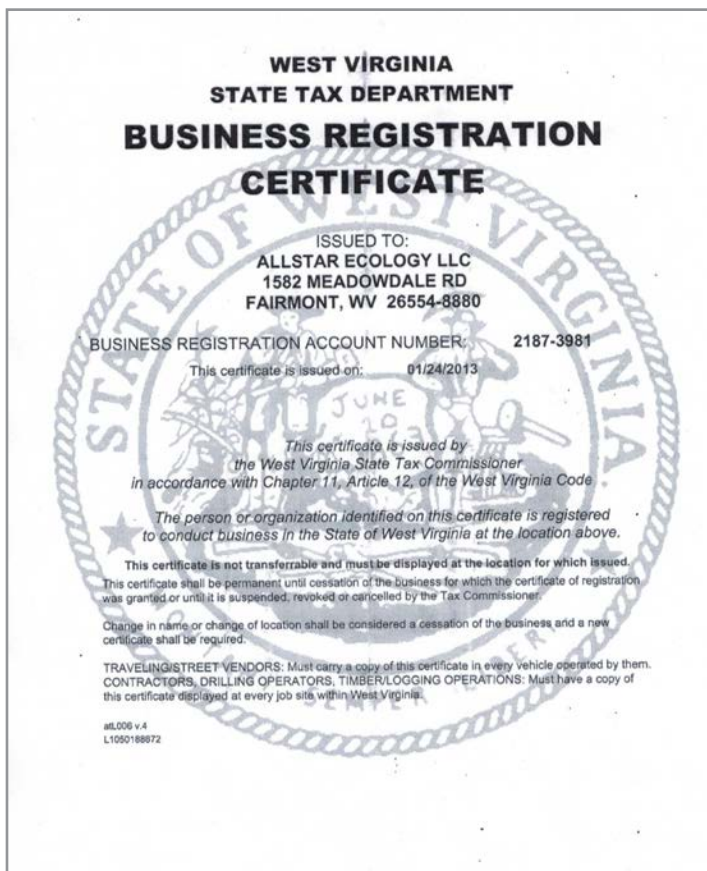 WEST VIRGINIA
STATE TAX DEPARTMENT
BUSINESS REGISTRATION
CERTIFICATE
STATE OF WEST VIRGINIA
ISSUED TO:
ALLSTAR ECOLOGY LLC
1582 MEADOWDALE RD
FAIRMONT, WV 26554-8880
BUSINESS REGISTRATION ACCOUNT NUMBER: 2187-3981
This certificate is issued on: 01/24/2013
JUNE
This certificate is issued by
the West Virginia State Tax Commissioner
in accordance with Chapter 11, Article 12, of the West Virginia Code
The person or organization identified on this certificate is registered
to conduct business in the State of West Virginia at the location above.
This certificate is not transferrable and must be displayed at the location for which issued.
This certificate shall be permanent until cessation of the business for which the certificate of registration
was granted or until it is suspended, revoked or cancelled by the Tax Commissioner.
Change in name or change of location shall be considered a cessation of the business and a new
certificate shall be required.
TRAVELING/STREET VENDORS: Must carry a copy of this certificate in every vehicle operated by them.
CONTRACTORS, DRILLING OPERATORS, TIMBER/LOGGING OPERATIONS: Must have a copy of
this certificate displayed at every job site within West Virginia.
atL006 v.4
L1050188672